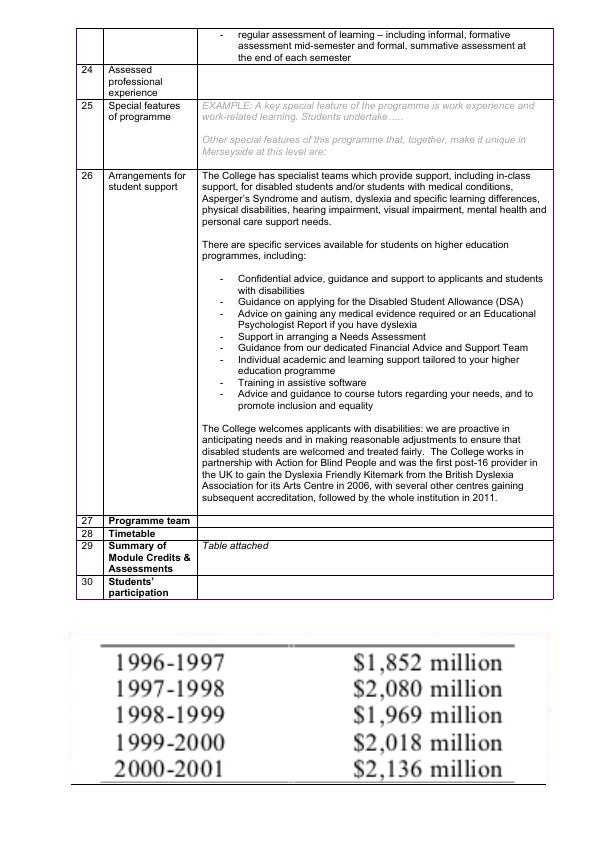 - regular assessment of learning – including informal, formative
assessment mid-semester and formal, summative assessment at
the end of each semester
24 Assessed
professional
experience
25 Special features
of programme
EXAMPLE: A key special feature of the programme is work experience and
work-related learning. Students undertake…..
Other special features of this programme that, together, make it unique in
Merseyside at this level are:
26 Arrangements for
student support
The College has specialist teams which provide support, including in-class
support, for disabled students and/or students with medical conditions,
Asperger's Syndrome and autism, dyslexia and specific learning differences,
physical disabilities, hearing impairment, visual impairment, mental health and
personal care support needs.
There are specific services available for students on higher education
programmes, including:
- Confidential advice, guidance and support to applicants and students
with disabilities
- Guidance on applying for the Disabled Student Allowance (DSA)
- Advice on gaining any medical evidence required or an Educational
Psychologist Report if you have dyslexia
- Support in arranging a Needs Assessment
- Guidance from our dedicated Financial Advice and Support Team
- Individual academic and learning support tailored to your higher
education programme
- Training in assistive software
- Advice and guidance to course tutors regarding your needs, and to
promote inclusion and equality
The College welcomes applicants with disabilities: we are proactive in
anticipating needs and in making reasonable adjustments to ensure that
disabled students are welcomed and treated fairly.  The College works in
partnership with Action for Blind People and was the first post-16 provider in
the UK to gain the Dyslexia Friendly Kitemark from the British Dyslexia
Association for its Arts Centre in 2006, with several other centres gaining
subsequent accreditation, followed by the whole institution in 2011.
27 Programme team
28 Timetable
29 Summary of
Module Credits &
Assessments
Table attached
30 Students'
participation
1996-1997 $1,852 million
1997-1998 $2,080 million
1998-1999 $1,969 million
1999-2000 $2,018 million
2000-2001 $2,136 million